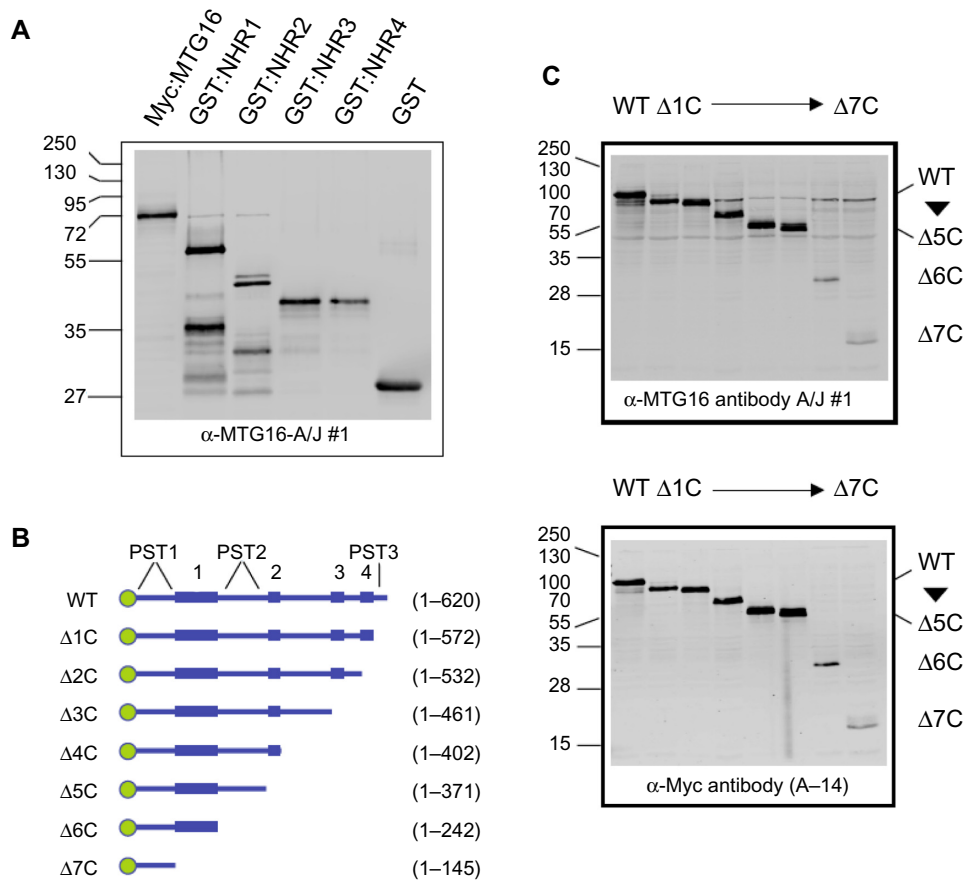 A
Myc:MTG16
GST:NHR1
GST:NHR2
GST:NHR3
GST:NHR4
GST
250
130
95
72
55
35
27
α-MTG16-A/J #1
B
PST1 PST2 PST3
1 2 3 4
WT (1–620)
Δ1C (1–572)
Δ2C (1–532)
Δ3C (1–461)
Δ4C (1–402)
Δ5C (1–371)
Δ6C (1–242)
Δ7C (1–145)
C
WT Δ1C Δ7C
250
130
100
70
55
35
28
15
WT
Δ5C
Δ6C
Δ7C
α-MTG16 antibody A/J #1
WT Δ1C Δ7C
250
130
100
70
55
35
28
15
WT
Δ5C
Δ6C
Δ7C
α-Myc antibody (A–14)